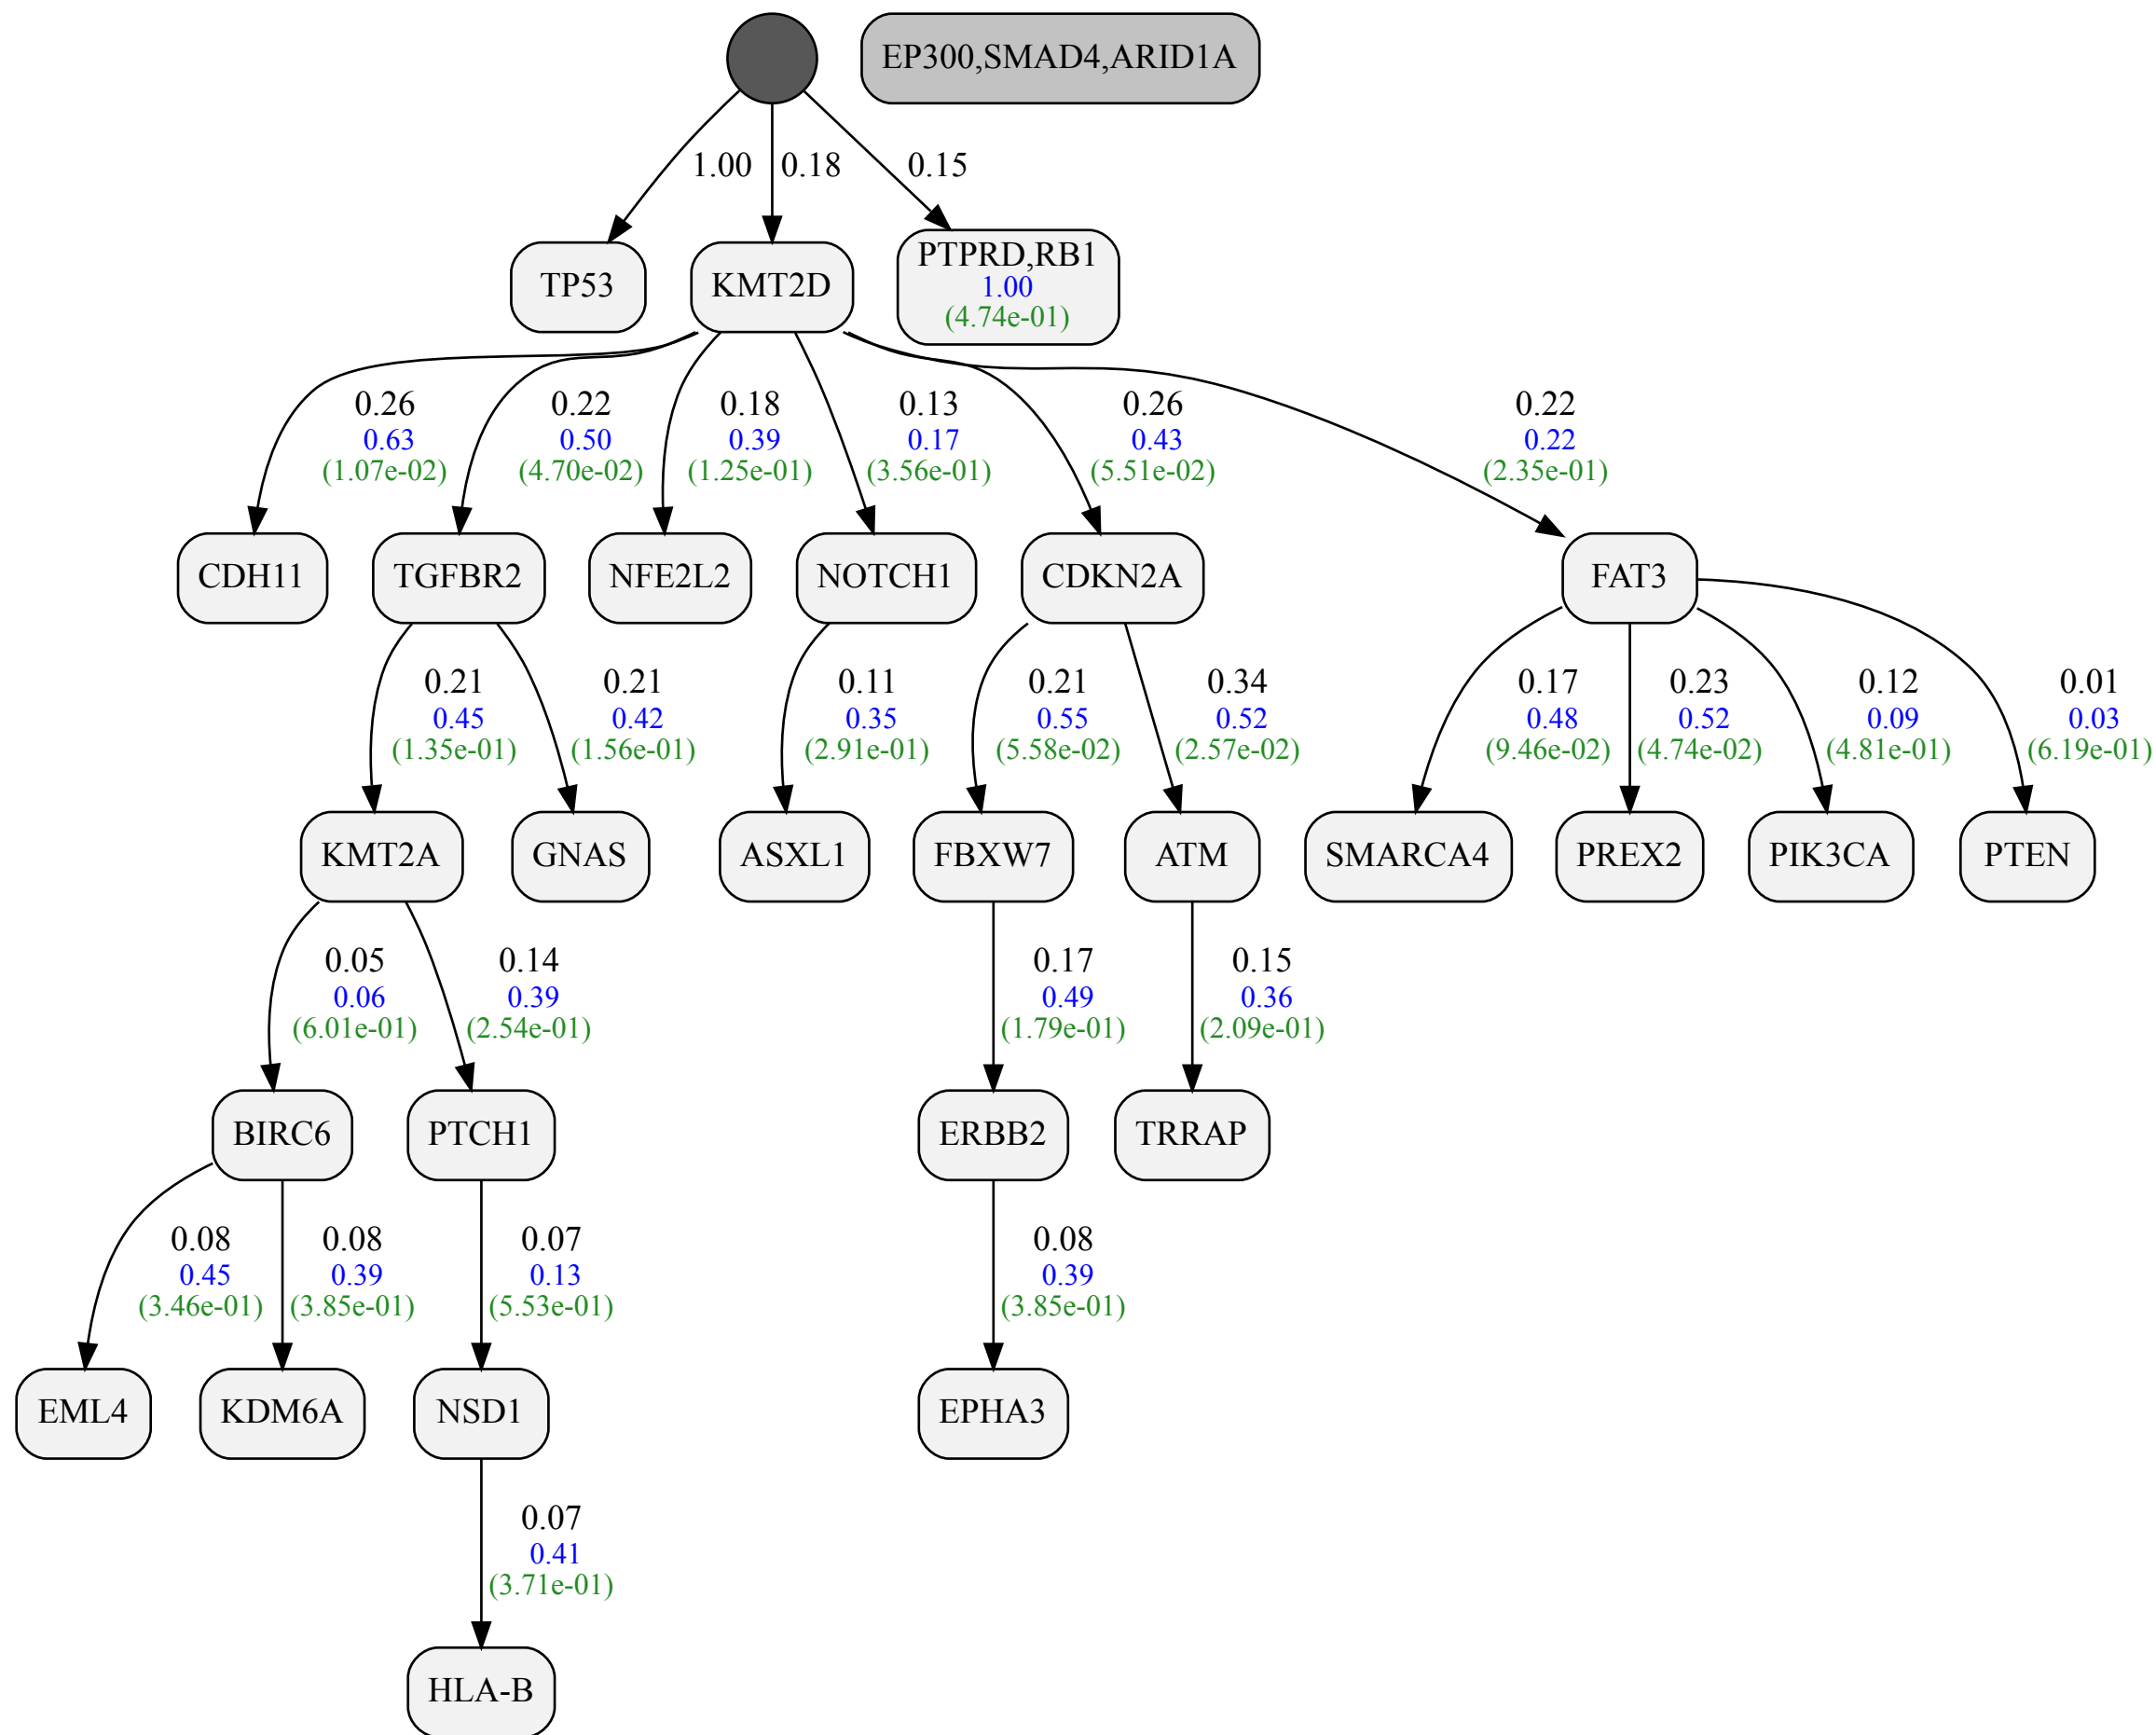 EP300,SMAD4,ARID1A
1.00
0.18
0.15
TP53
KMT2D
PTPRD,RB1
1.00
(4.74e-01)
0.26
0.63
(1.07e-02)
0.22
0.50
(4.70e-02)
0.18
0.39
(1.25e-01)
0.13
0.17
(3.56e-01)
0.26
0.43
(5.51e-02)
0.22
0.22
(2.35e-01)
CDH11
TGFBR2
NFE2L2
NOTCH1
CDKN2A
FAT3
0.21
0.45
(1.35e-01)
0.21
0.42
(1.56e-01)
0.11
0.35
(2.91e-01)
0.21
0.55
(5.58e-02)
0.34
0.52
(2.57e-02)
0.17
0.48
(9.46e-02)
0.23
0.52
(4.74e-02)
0.12
0.09
(4.81e-01)
0.01
0.03
(6.19e-01)
KMT2A
GNAS
ASXL1
FBXW7
ATM
SMARCA4
PREX2
PIK3CA
PTEN
0.05
0.06
(6.01e-01)
0.14
0.39
(2.54e-01)
0.17
0.49
(1.79e-01)
0.15
0.36
(2.09e-01)
BIRC6
PTCH1
ERBB2
TRRAP
0.08
0.45
(3.46e-01)
0.08
0.39
(3.85e-01)
0.07
0.13
(5.53e-01)
0.08
0.39
(3.85e-01)
EML4
KDM6A
NSD1
EPHA3
0.07
0.41
(3.71e-01)
HLA-B